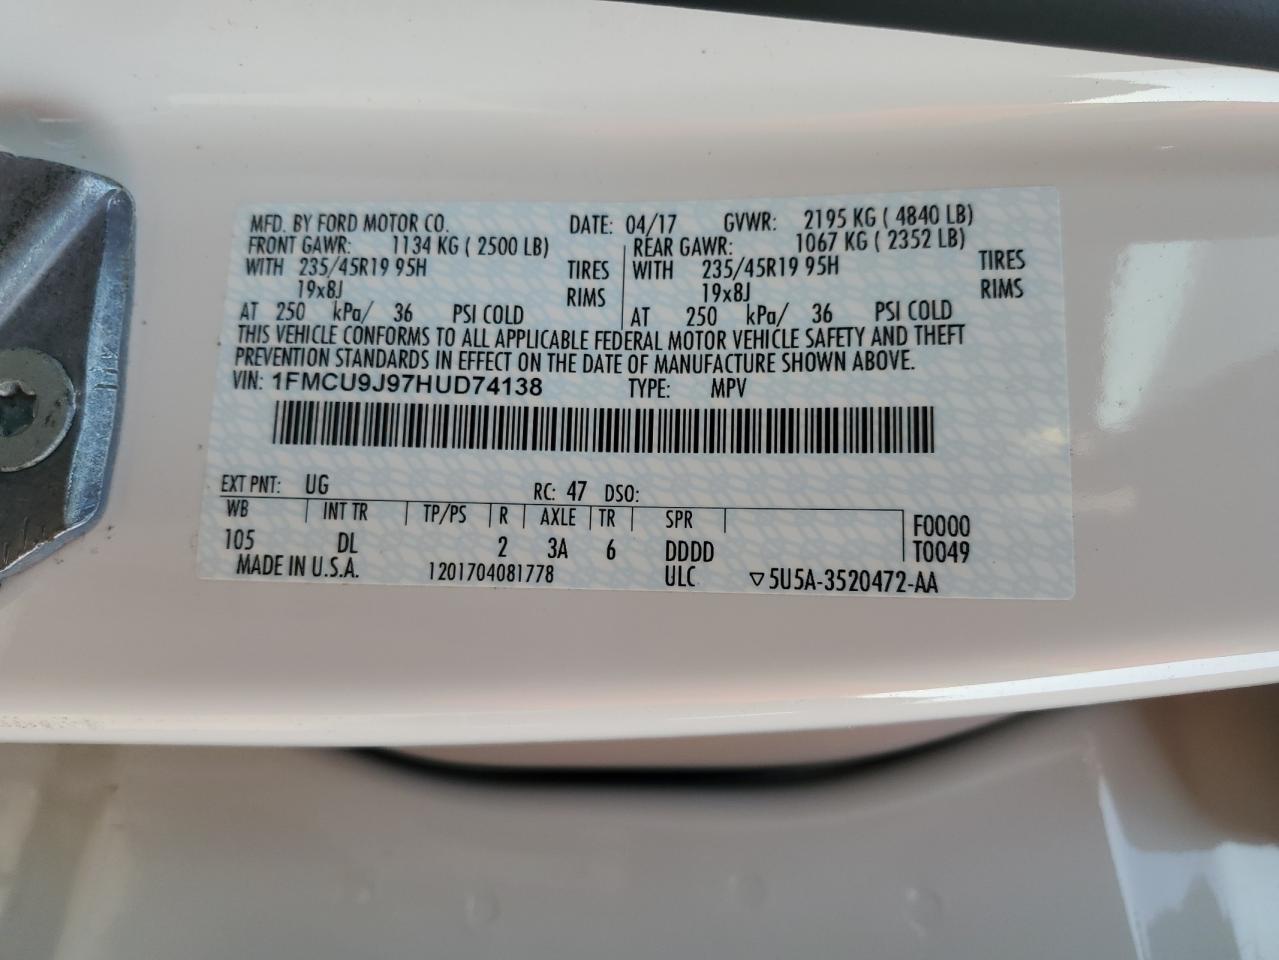 MFD. BY FORD MOTOR CO. DATE: 04/17 GVWR: 2195 KG ( 4840 LB)
FRONT GAWR: 1134 KG ( 2500 LB) REAR GAWR: 1067 KG ( 2352 LB)
WITH 235/45R19 95H TIRES WITH 235/45R19 95H TIRES
19x8J RIMS 19x8J RIMS
AT 250 kPa/ 36 PSI COLD AT 250 kPa/ 36 PSI COLD
THIS VEHICLE CONFORMS TO ALL APPLICABLE FEDERAL MOTOR VEHICLE SAFETY AND THEFT
PREVENTION STANDARDS IN EFFECT ON THE DATE OF MANUFACTURE SHOWN ABOVE.
VIN: 1FMCU9J97HUD74138 TYPE: MPV
EXT PNT: UG RC: 47 DSO:
WB INT TR TP/PS R AXLE TR SPR F0000
105 DL 2 3A 6 DDDD T0049
MADE IN U.S.A. 1201704081778 ULC ▽5U5A-3520472-AA